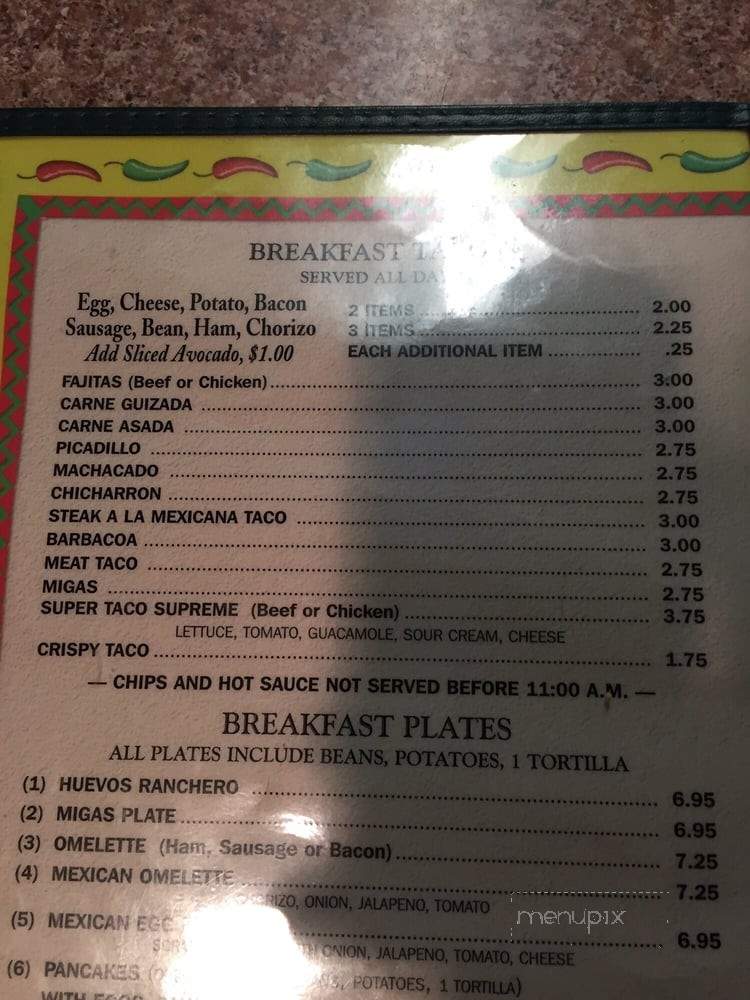 BREAKFAST
SERVED ALL DAY
Egg, Cheese, Potato, Bacon
Sausage, Bean, Ham, Chorizo
Add Sliced Avocado, $1.00
2 ITEMS ........ 2.00
3 ITEMS ........ 2.25
EACH ADDITIONAL ITEM ........ .25
FAJITAS (Beef or Chicken) ........ 3.00
CARNE GUIZADA ........ 3.00
CARNE ASADA ........ 3.00
PICADILLO ........ 2.75
MACHACADO ........ 2.75
CHICHARRON ........ 2.75
STEAK A LA MEXICANA TACO ........ 3.00
BARBACOA ........ 3.00
MEAT TACO ........ 2.75
MIGAS ........ 2.75
SUPER TACO SUPREME (Beef or Chicken) ........ 3.75
LETTUCE, TOMATO, GUACAMOLE, SOUR CREAM, CHEESE
CRISPY TACO ........ 1.75
— CHIPS AND HOT SAUCE NOT SERVED BEFORE 11:00 A.M. —
BREAKFAST PLATES
ALL PLATES INCLUDE BEANS, POTATOES, 1 TORTILLA
(1) HUEVOS RANCHERO ........ 6.95
(2) MIGAS PLATE ........ 6.95
(3) OMELETTE (Ham, Sausage or Bacon) ........ 7.25
(4) MEXICAN OMELETTE ........ 7.25
ONION, JALAPENO, TOMATO
(5) MEXICAN EGG ........ 6.95
ONION, JALAPENO, TOMATO, CHEESE
(6) PANCAKES
POTATOES, 1 TORTILLA)
WITH
menupix